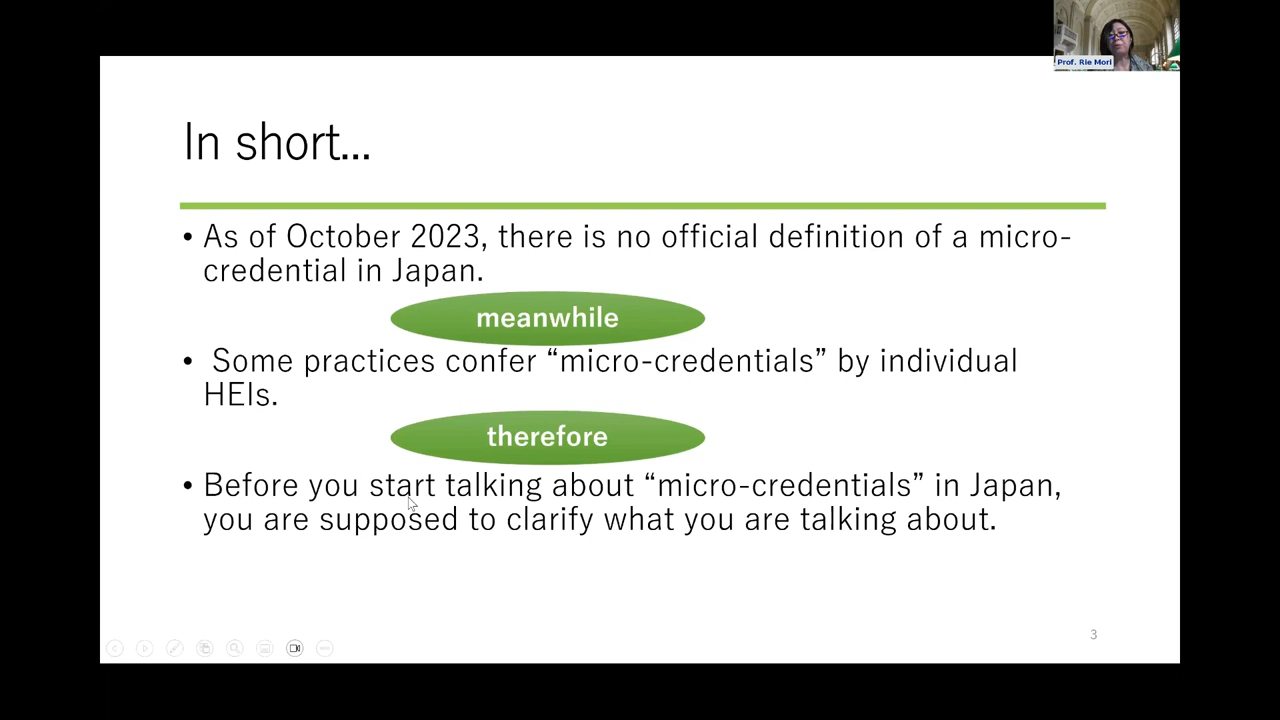 Prof. Rie Mori
In short...
• As of October 2023, there is no official definition of a micro-
credential in Japan.
meanwhile
• Some practices confer “micro-credentials” by individual
HEIs.
therefore
• Before you start talking about “micro-credentials” in Japan,
you are supposed to clarify what you are talking about.
3